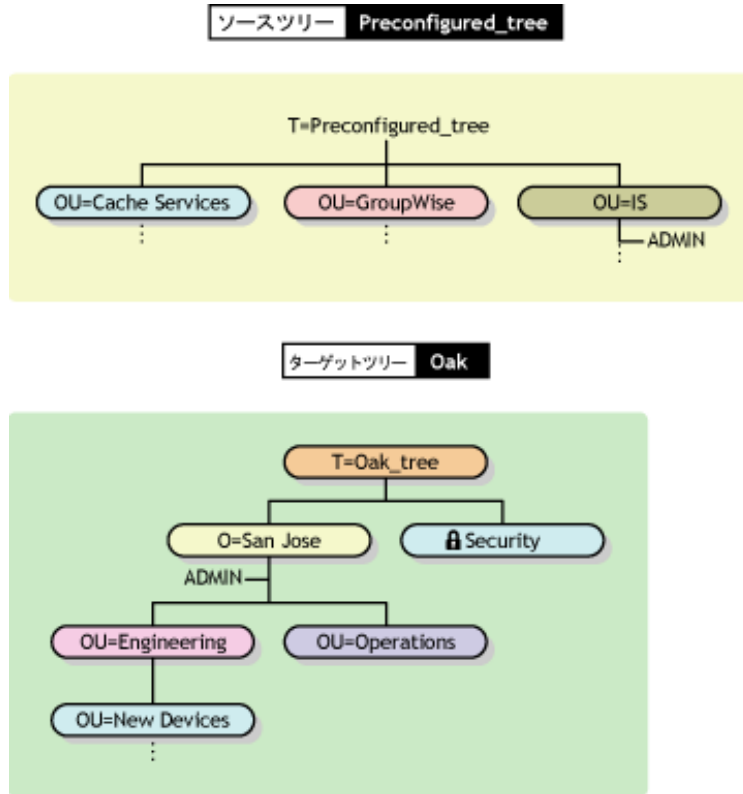 ソースツリー Preconfigured_tree
T=Preconfigured_tree
OU=Cache Services OU=GroupWise OU=IS
ADMIN
ターゲットツリー Oak
T=Oak_tree
O=San Jose Security
ADMIN
OU=Engineering OU=Operations
OU=New Devices